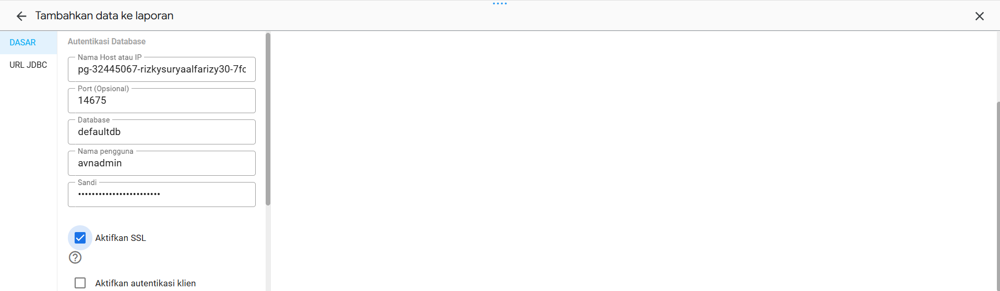 Tambahkan data ke laporan
DASAR
URL JDBC
Autentikasi Database
Nama Host atau IP
pg-32445067-rizkysuryaalfarizy30-7fc
Port (Opsional)
14675
Database
defaultdb
Nama pengguna
avnadmin
Sandi
••••••••••••••••••••••••
Aktifkan SSL
Aktifkan autentikasi klien